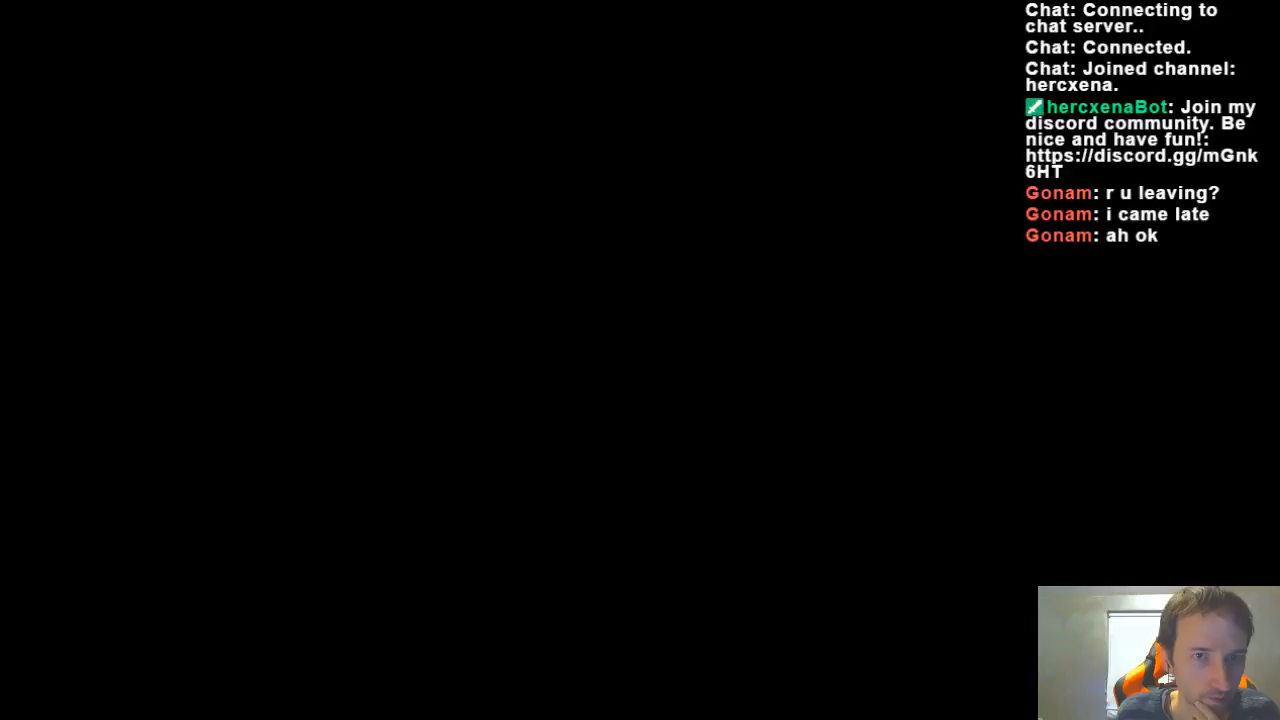 Chat: Connecting to
chat server..
Chat: Connected.
Chat: Joined channel:
hercxena.
hercxenaBot: Join my
discord community. Be
nice and have fun!:
https://discord.gg/mGnk
6HT
Gonam: r u leaving?
Gonam: i came late
Gonam: ah ok